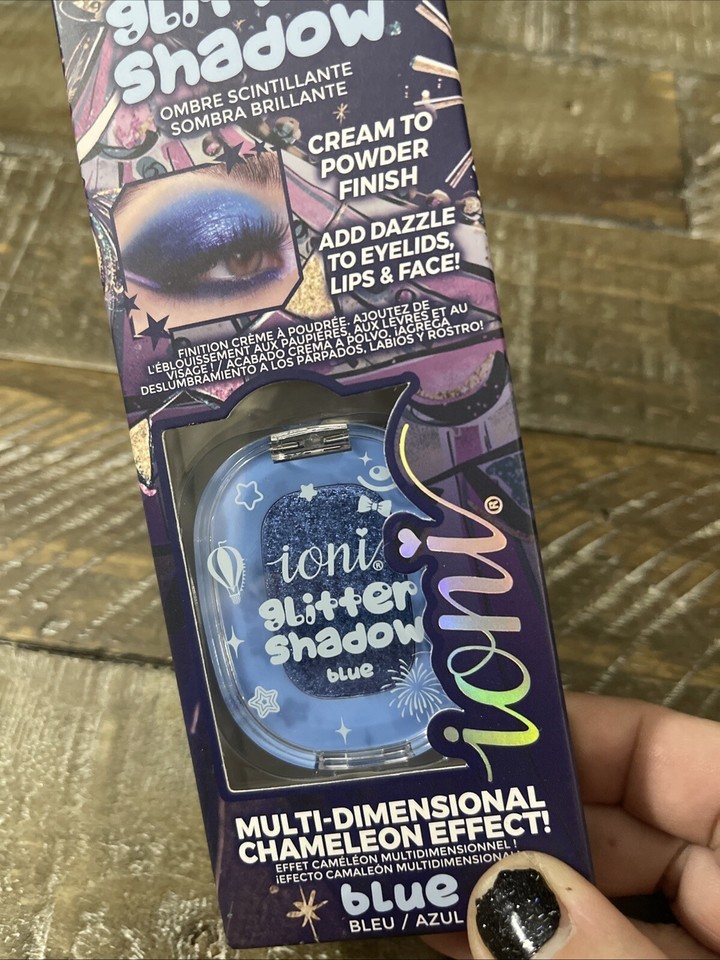 glitter
shadow
OMBRE SCINTILLANTE
SOMBRA BRILLANTE
CREAM TO
POWDER
FINISH
ADD DAZZLE
TO EYELIDS,
LIPS & FACE!
FINITION CRÈME À POUDRÉE. AJOUTEZ DE
L'ÉBLOUISSEMENT AUX PAUPIÈRES, AUX LÈVRES ET AU
VISAGE ! / ACABADO CREMA A POLVO. ¡AGREGA
DESLUMBRAMIENTO A LOS PÁRPADOS, LABIOS Y ROSTRO!
ioni®
glitter
shadow
blue
ioni®
MULTI-DIMENSIONAL
CHAMELEON EFFECT!
EFFET CAMÉLÉON MULTIDIMENSIONNEL !
¡EFECTO CAMALEÓN MULTIDIMENSIONAL
blue
BLEU / AZUL